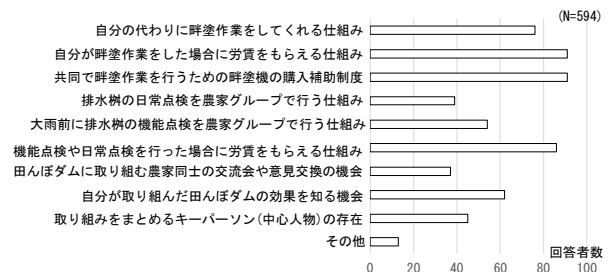 (N=594)
自分の代わりに畔塗作業をしてくれる仕組み
自分が畔塗作業をした場合に労賃をもらえる仕組み
共同で畔塗作業を行うための畔塗機の購入補助制度
排水桝の日常点検を農家グループで行う仕組み
大雨前に排水桝の機能点検を農家グループで行う仕組み
機能点検や日常点検を行った場合に労賃をもらえる仕組み
田んぼダムに取り組む農家同士の交流会や意見交換の機会
自分が取り組んだ田んぼダムの効果を知る機会
取り組みをまとめるキーパーソン(中心人物)の存在
その他
回答者数
0 20 40 60 80 100